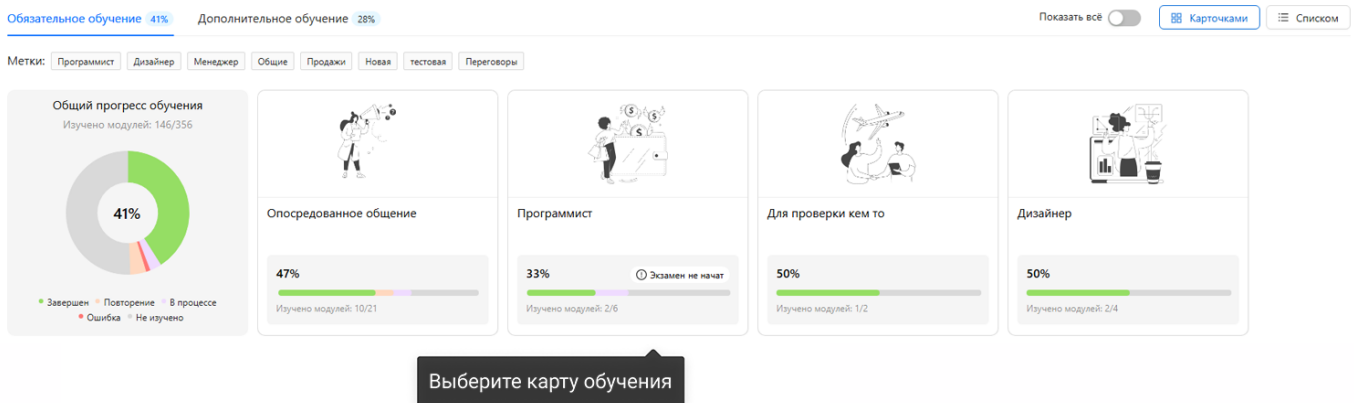 Обязательное обучение 41% Дополнительное обучение 28% Показать всё Карточками Списком
Метки: Программист Дизайнер Менеджер Общие Продажи Новая тестовая Переговоры
Общий прогресс обучения
Изучено модулей: 146/356
41%
Завершен Повторение В процессе
Ошибка Не изучено
Опосредованное общение
47%
Изучено модулей: 10/21
Программист
33% Экзамен не начат
Изучено модулей: 2/6
Для проверки кем то
50%
Изучено модулей: 1/2
Дизайнер
50%
Изучено модулей: 2/4
Выберите карту обучения